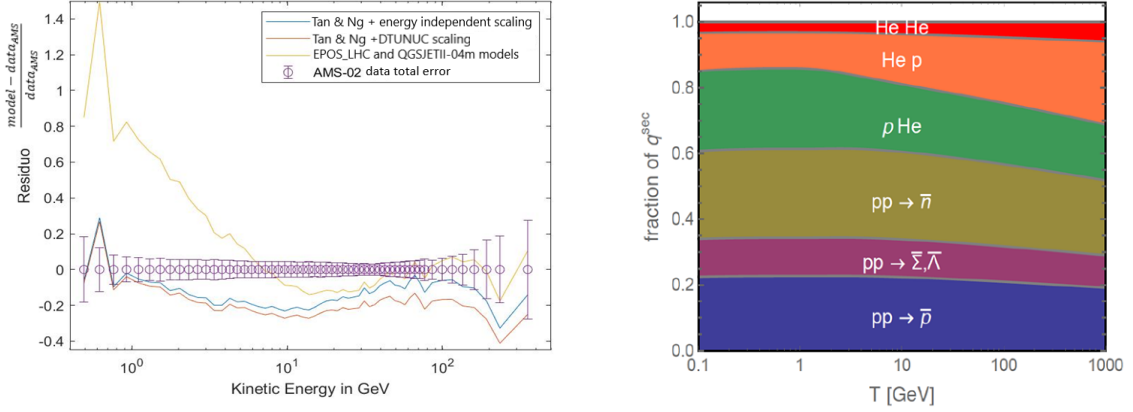 Tan & Ng + energy independent scaling
Tan & Ng +DTUNUC scaling
EPOS_LHC and QGSJETII-04m models
AMS-02 data total error
model − data_AMS
data_AMS
Residuo
1.4
1.2
1
0.8
0.6
0.4
0.2
0
-0.2
-0.4
10^0
10^1
10^2
Kinetic Energy in GeV
fraction of q^sec
1.0
0.8
0.6
0.4
0.2
0.0
He He
He p
p He
pp → n̅
pp → Σ̅,Λ̅
pp → p̅
0.1
1
10
100
1000
T [GeV]